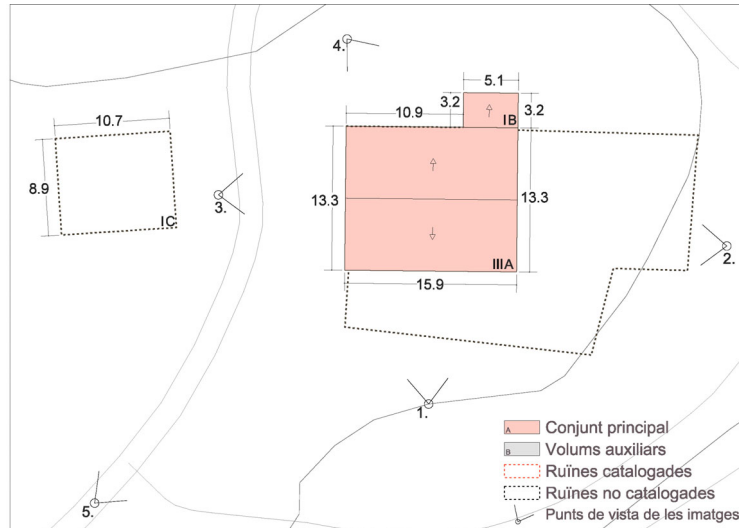 4.
5.1
3.2
3.2
10.9
IB
10.7
8.9
IC
3.
13.3
13.3
2.
IIIA
15.9
1.
5.
A Conjunt principal
B Volums auxiliars
Ruïnes catalogades
Ruïnes no catalogades
Punts de vista de les imatges